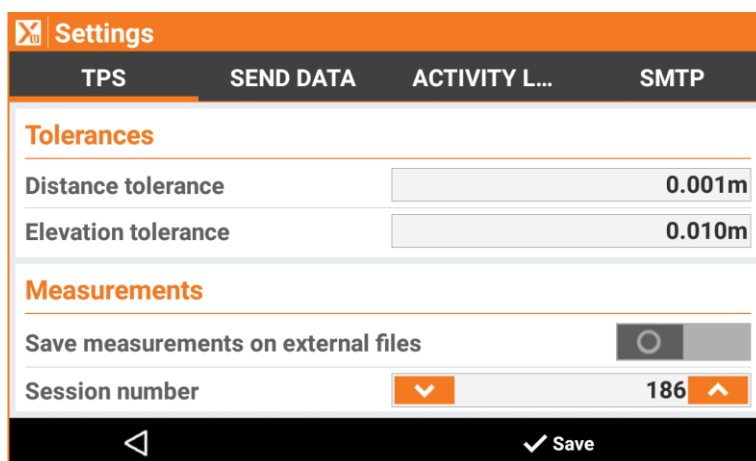 Settings
TPS SEND DATA ACTIVITY L... SMTP
Tolerances
Distance tolerance 0.001m
Elevation tolerance 0.010m
Measurements
Save measurements on external files
Session number 186
Save